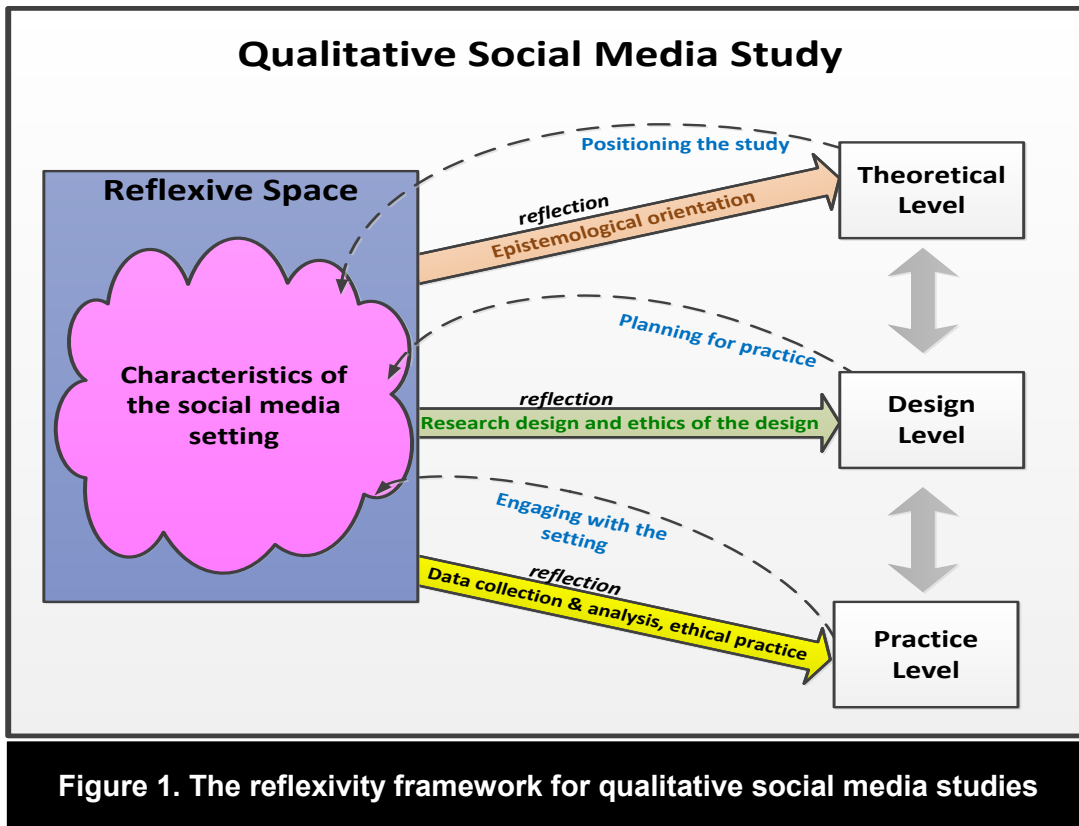 Qualitative Social Media Study
Reflexive Space
Characteristics of
the social media
setting
Positioning the study
reflection
Epistemological orientation
Theoretical
Level
Planning for practice
reflection
Research design and ethics of the design
Design
Level
Engaging with the
setting
reflection
Data collection & analysis, ethical practice
Practice
Level
Figure 1. The reflexivity framework for qualitative social media studies